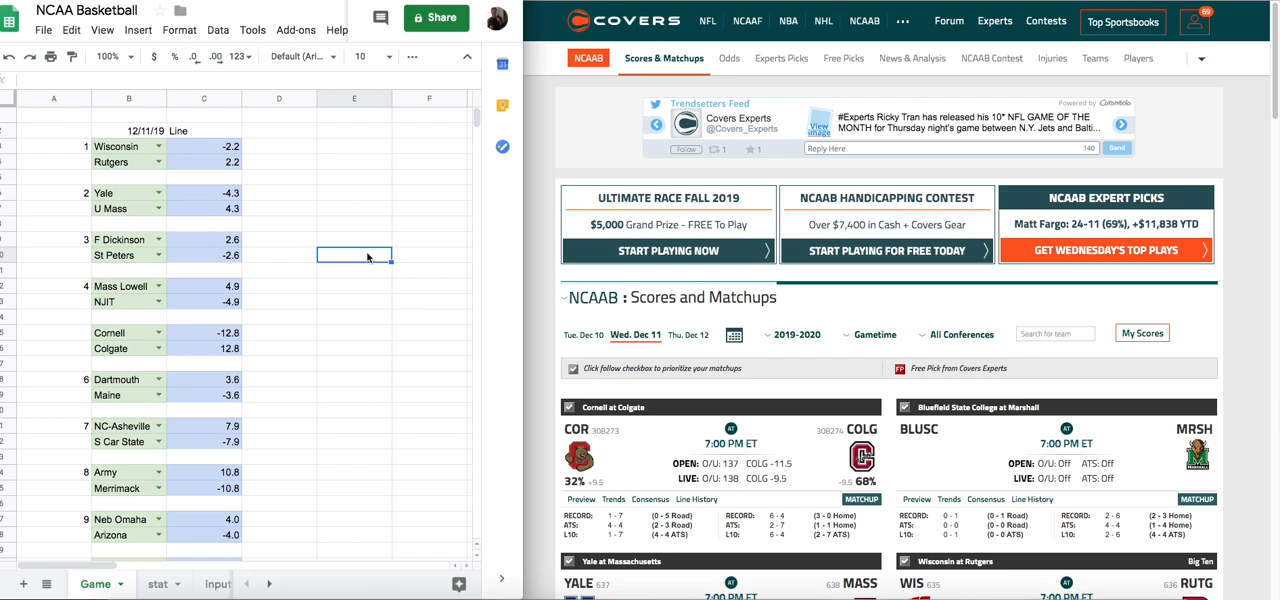 NCAA Basketball
File Edit View Insert Format Data Tools Add-ons Help
Share
100% $ % .0 .00 123 Default (Ari... 10
A B C D E F
12/11/19 Line
1 Wisconsin -2.2
Rutgers 2.2
2 Yale -4.3
U Mass 4.3
3 F Dickinson 2.6
St Peters -2.6
4 Mass Lowell 4.9
NJIT -4.9
Cornell -12.8
Colgate 12.8
6 Dartmouth 3.6
Maine -3.6
7 NC-Asheville 7.9
S Car State -7.9
8 Army 10.8
Merrimack -10.8
9 Neb Omaha 4.0
Arizona -4.0
Game stat input
COVERS NFL NCAAF NBA NHL NCAAB ••• Forum Experts Contests Top Sportsbooks 69
NCAAB Scores & Matchups Odds Experts Picks Free Picks News & Analysis NCAAB Contest Injuries Teams Players
Trendsetters Feed Powered by
Covers Experts
@Covers_Experts
Follow 1 1
View image
#Experts Ricky Tran has released his 10* NFL GAME OF THE
MONTH for Thursday night's game between N.Y. Jets and Balti...
Reply Here 140 Send
ULTIMATE RACE FALL 2019
$5,000 Grand Prize - FREE To Play
START PLAYING NOW
NCAAB HANDICAPPING CONTEST
Over $7,400 in Cash + Covers Gear
START PLAYING FOR FREE TODAY
NCAAB EXPERT PICKS
Matt Fargo: 24-11 (69%), +$11,838 YTD
GET WEDNESDAY'S TOP PLAYS
NCAAB : Scores and Matchups
Tue. Dec 10 Wed. Dec 11 Thu. Dec 12 2019-2020 Gametime All Conferences Search for team My Scores
Click follow checkbox to prioritize your matchups FP Free Pick from Covers Experts
Cornell at Colgate
COR 308273 AT 308274 COLG
7:00 PM ET
OPEN: O/U: 137 COLG -11.5
LIVE: O/U: 138 COLG -9.5
32% +9.5 -9.5 68%
Preview Trends Consensus Line History MATCHUP
RECORD: 1 - 7 (0 - 5 Road) RECORD: 6 - 4 (3 - 0 Home)
ATS: 4 - 4 (2 - 3 Road) ATS: 2 - 7 (1 - 1 Home)
L10: 1 - 7 (4 - 4 ATS) L10: 6 - 4 (2 - 7 ATS)
Bluefield State College at Marshall
BLUSC AT MRSH
7:00 PM ET
OPEN: O/U: Off ATS: Off
LIVE: O/U: Off ATS: Off
Preview Trends Consensus Line History MATCHUP
RECORD: 0 - 1 (0 - 1 Road) RECORD: 2 - 6 (2 - 3 Home)
ATS: 0 - 0 (0 - 0 Road) ATS: 4 - 4 (1 - 4 Home)
L10: 0 - 1 (0 - 0 ATS) L10: 2 - 6 (4 - 4 ATS)
Yale at Massachusetts
YALE 637 AT 638 MASS
7:00 PM ET
Wisconsin at Rutgers Big Ten
WIS 635 AT 636 RUTG
7:00 PM ET